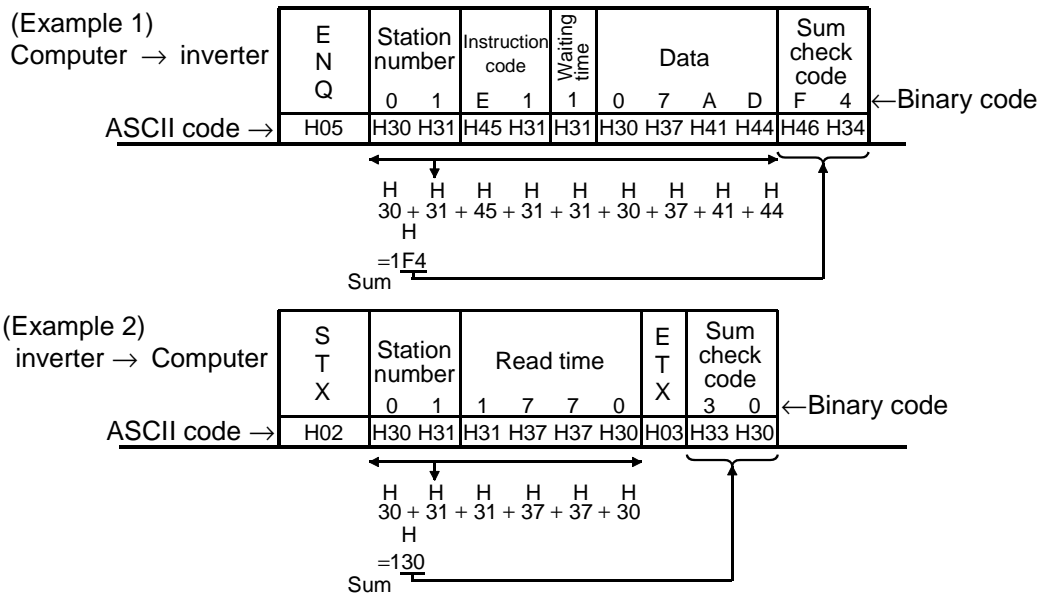 (Example 1)
Computer → inverter
E
N
Q
Station
number
Instruction
code
Waiting
time
Data
Sum
check
code
0 1 E 1 1 0 7 A D F 4 ←Binary code
ASCII code → H05 H30 H31 H45 H31 H31 H30 H37 H41 H44 H46 H34
H H H H H H H H H
30 + 31 + 45 + 31 + 31 + 30 + 37 + 41 + 44
H
=1F4
Sum
(Example 2)
inverter → Computer
S
T
X
Station
number
Read time
E
T
X
Sum
check
code
0 1 1 7 7 0 3 0 ←Binary code
ASCII code → H02 H30 H31 H31 H37 H37 H30 H03 H33 H30
H H H H H H
30 + 31 + 31 + 37 + 37 + 30
H
=130
Sum